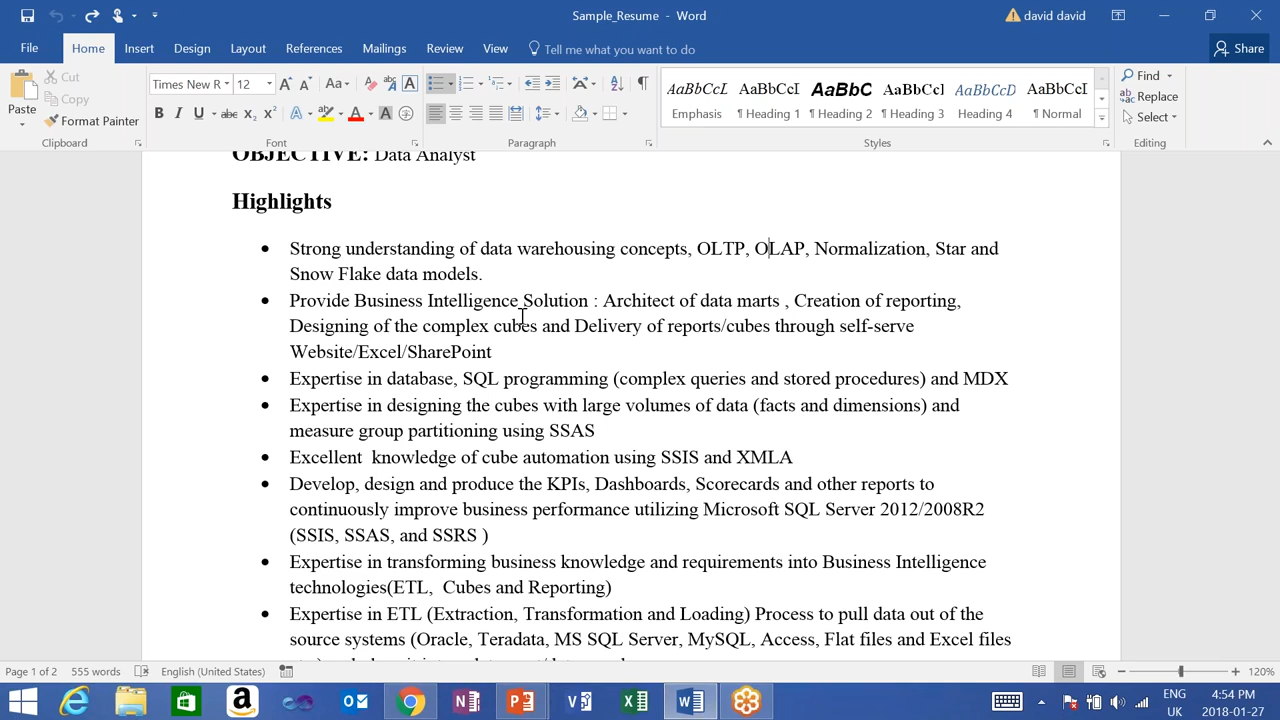 Sample_Resume - Word
david david
File Home Insert Design Layout References Mailings Review View Tell me what you want to do Share
Paste Cut Copy Format Painter
Times New R 12
AaBbCcL AaBbCcI AaBbC AaBbCcI AaBbCcD AaBbCcI
Emphasis ¶ Heading 1 ¶ Heading 2 ¶ Heading 3 Heading 4 ¶ Normal
Find Replace Select
Clipboard Font Paragraph Styles Editing
OBJECTIVE: Data Analyst
Highlights
• Strong understanding of data warehousing concepts, OLTP, OLAP, Normalization, Star and
Snow Flake data models.
• Provide Business Intelligence Solution : Architect of data marts , Creation of reporting,
Designing of the complex cubes and Delivery of reports/cubes through self-serve
Website/Excel/SharePoint
• Expertise in database, SQL programming (complex queries and stored procedures) and MDX
• Expertise in designing the cubes with large volumes of data (facts and dimensions) and
measure group partitioning using SSAS
• Excellent  knowledge of cube automation using SSIS and XMLA
• Develop, design and produce the KPIs, Dashboards, Scorecards and other reports to
continuously improve business performance utilizing Microsoft SQL Server 2012/2008R2
(SSIS, SSAS, and SSRS )
• Expertise in transforming business knowledge and requirements into Business Intelligence
technologies(ETL,  Cubes and Reporting)
• Expertise in ETL (Extraction, Transformation and Loading) Process to pull data out of the
source systems (Oracle, Teradata, MS SQL Server, MySQL, Access, Flat files and Excel files
Page 1 of 2 555 words English (United States) 120%
ENG 4:54 PM
UK 2018-01-27